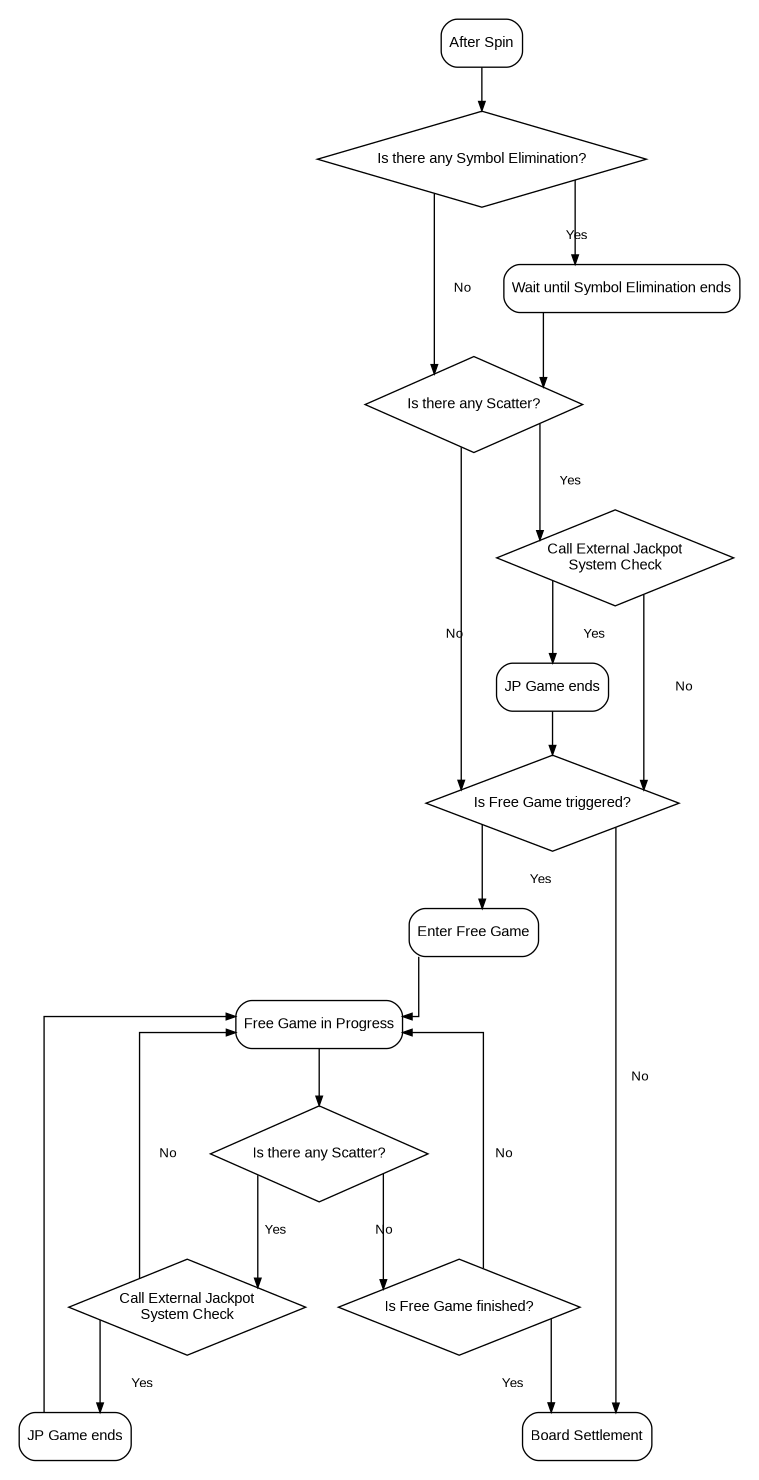 After Spin
Is there any Symbol Elimination?
Yes
No
Wait until Symbol Elimination ends
Is there any Scatter?
Yes
Call External Jackpot
System Check
No
Yes
JP Game ends
No
Is Free Game triggered?
Yes
Enter Free Game
Free Game in Progress
No
No
Is there any Scatter?
No
Yes
No
Call External Jackpot
System Check
Is Free Game finished?
Yes
Yes
JP Game ends
Board Settlement